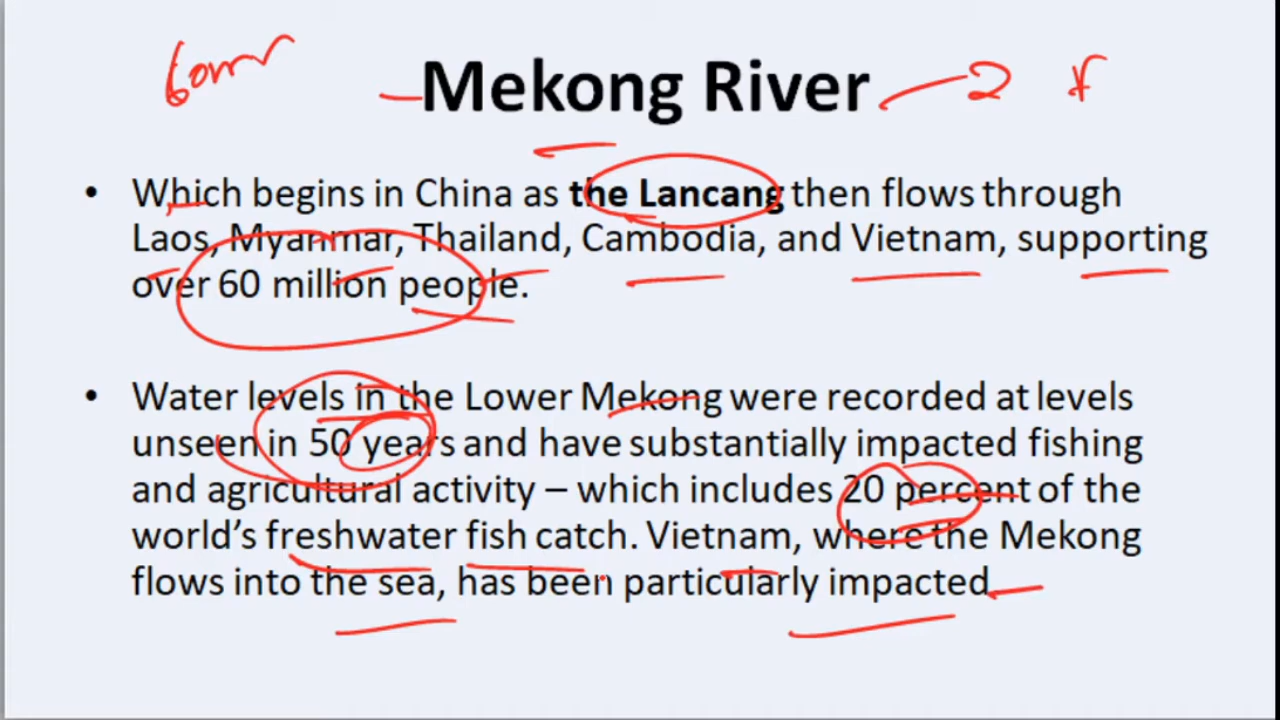 Mekong River
2
• Which begins in China as the Lancang then flows through
Laos, Myanmar, Thailand, Cambodia, and Vietnam, supporting
over 60 million people.
• Water levels in the Lower Mekong were recorded at levels
unseen in 50 years and have substantially impacted fishing
and agricultural activity – which includes 20 percent of the
world's freshwater fish catch. Vietnam, where the Mekong
flows into the sea, has been particularly impacted